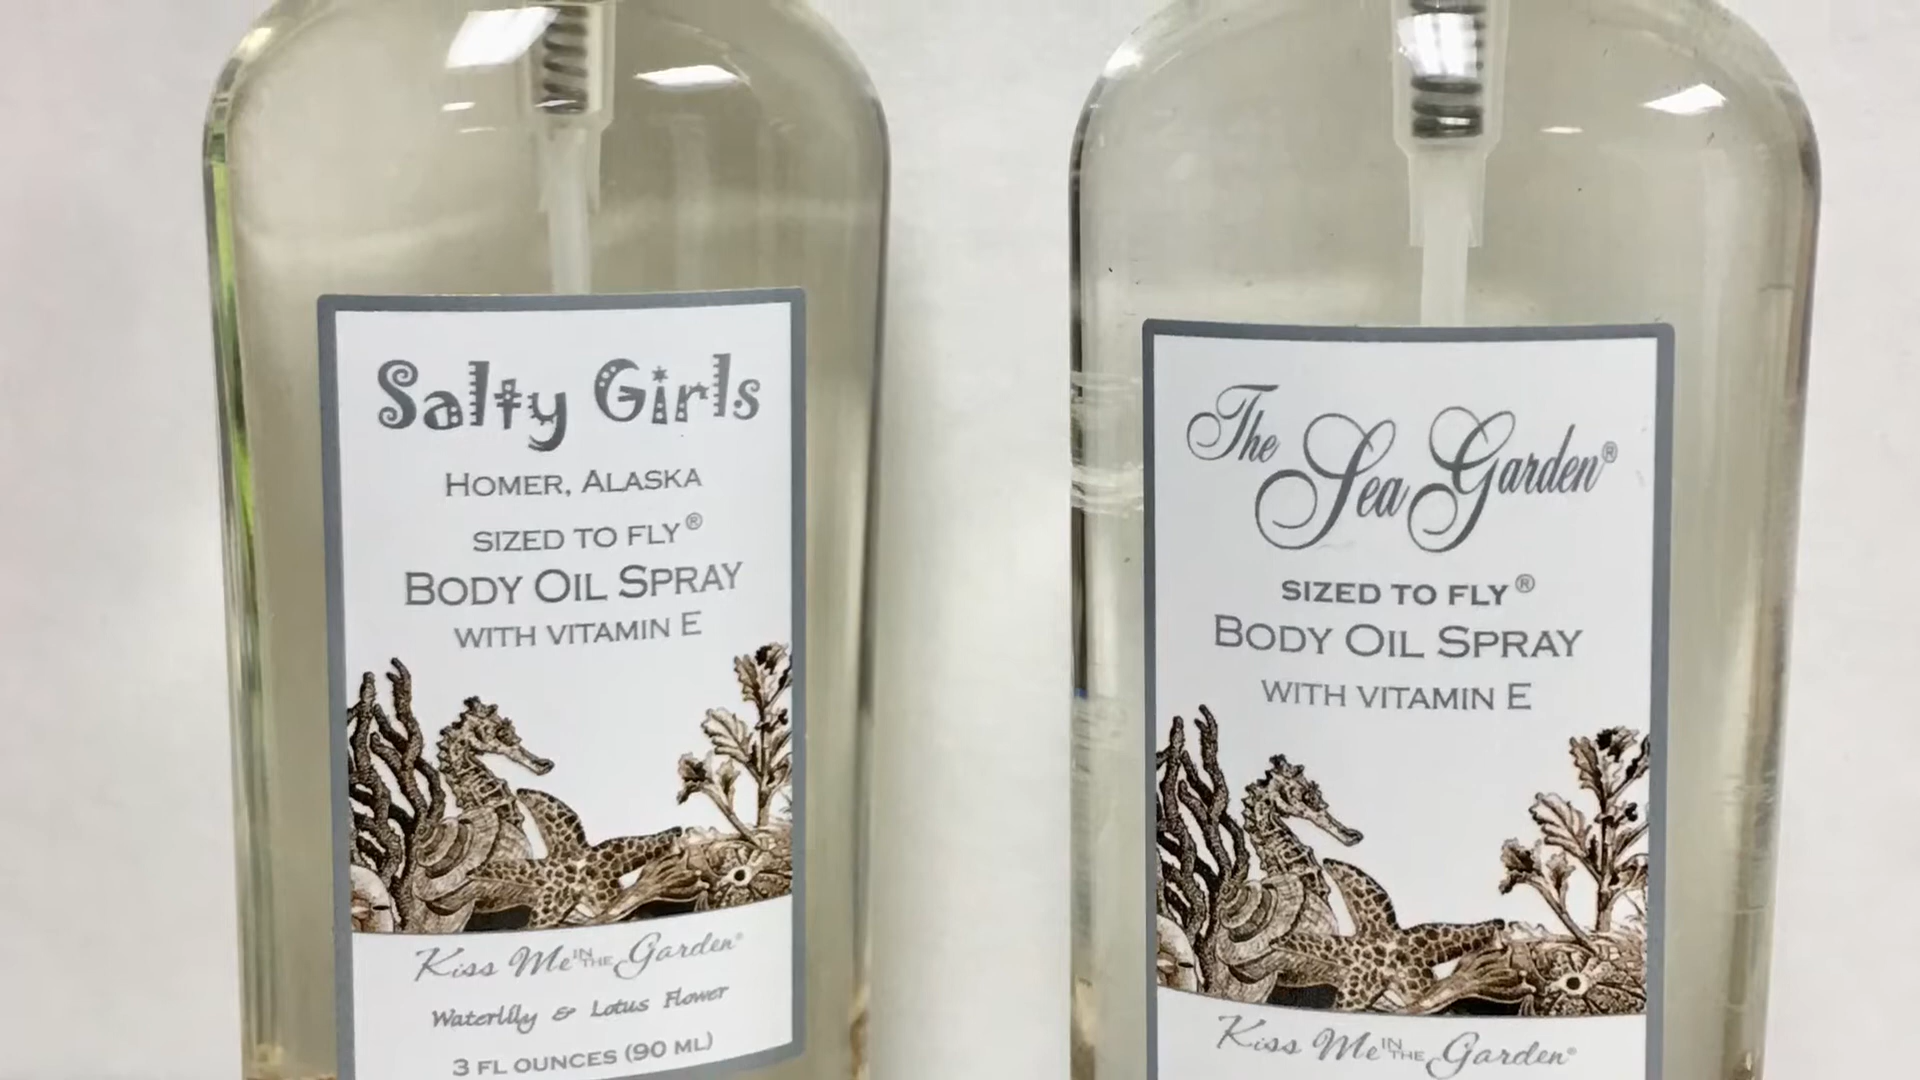 Salty Girls
HOMER, ALASKA
SIZED TO FLY®
BODY OIL SPRAY
WITH VITAMIN E
Kiss Me IN THE Garden®
Waterlily & Lotus Flower
3 FL OUNCES (90 ML)
The Sea Garden®
SIZED TO FLY®
BODY OIL SPRAY
WITH VITAMIN E
Kiss Me IN THE Garden®